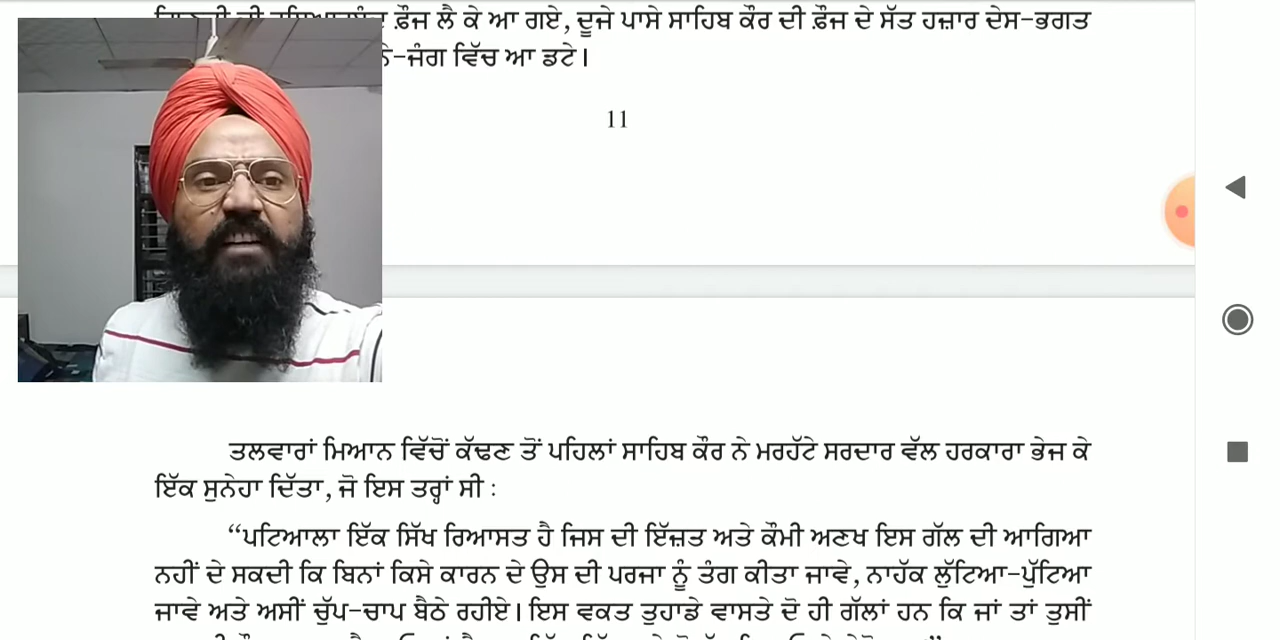 ਫ਼ੌਜ ਲੈ ਕੇ ਆ ਗਏ, ਦੂਜੇ ਪਾਸੇ ਸਾਹਿਬ ਕੌਰ ਦੀ ਫ਼ੌਜ ਦੇ ਸੱਤ ਹਜ਼ਾਰ ਦੇਸ-ਭਗਤ
ਨੇ-ਜੰਗ ਵਿੱਚ ਆ ਡਟੇ।
11
ਤਲਵਾਰਾਂ ਮਿਆਨ ਵਿੱਚੋਂ ਕੱਢਣ ਤੋਂ ਪਹਿਲਾਂ ਸਾਹਿਬ ਕੌਰ ਨੇ ਮਰਹੱਟੇ ਸਰਦਾਰ ਵੱਲ ਹਰਕਾਰਾ ਭੇਜ ਕੇ
ਇੱਕ ਸੁਨੇਹਾ ਦਿੱਤਾ, ਜੋ ਇਸ ਤਰ੍ਹਾਂ ਸੀ :
“ਪਟਿਆਲਾ ਇੱਕ ਸਿੱਖ ਰਿਆਸਤ ਹੈ ਜਿਸ ਦੀ ਇੱਜ਼ਤ ਅਤੇ ਕੌਮੀ ਅਣਖ ਇਸ ਗੱਲ ਦੀ ਆਗਿਆ
ਨਹੀਂ ਦੇ ਸਕਦੀ ਕਿ ਬਿਨਾਂ ਕਿਸੇ ਕਾਰਨ ਦੇ ਉਸ ਦੀ ਪਰਜਾ ਨੂੰ ਤੰਗ ਕੀਤਾ ਜਾਵੇ, ਨਾਹੱਕ ਲੁੱਟਿਆ-ਪੁੱਟਿਆ
ਜਾਵੇ ਅਤੇ ਅਸੀਂ ਚੁੱਪ-ਚਾਪ ਬੈਠੇ ਰਹੀਏ। ਇਸ ਵਕਤ ਤੁਹਾਡੇ ਵਾਸਤੇ ਦੋ ਹੀ ਗੱਲਾਂ ਹਨ ਕਿ ਜਾਂ ਤਾਂ ਤੁਸੀਂ